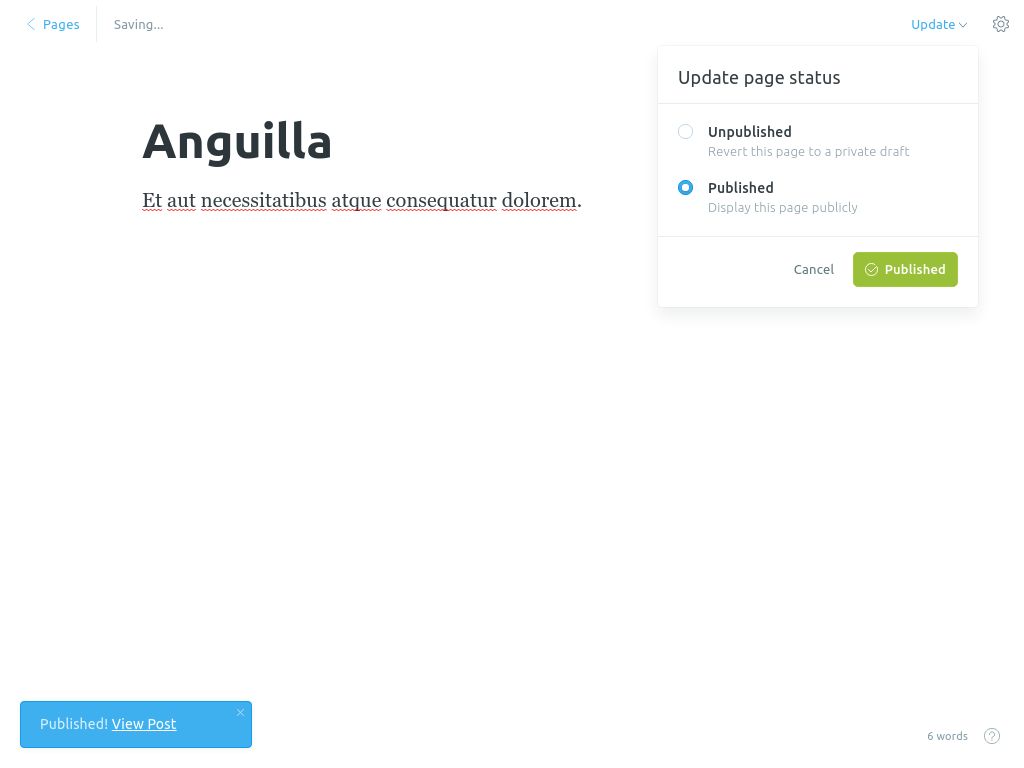 Pages
Saving...
Update
Update page status
Anguilla
Unpublished
Revert this page to a private draft
Published
Display this page publicly
Et aut necessitatibus atque consequatur dolorem.
Cancel
Published
Published! View Post
6 words
?